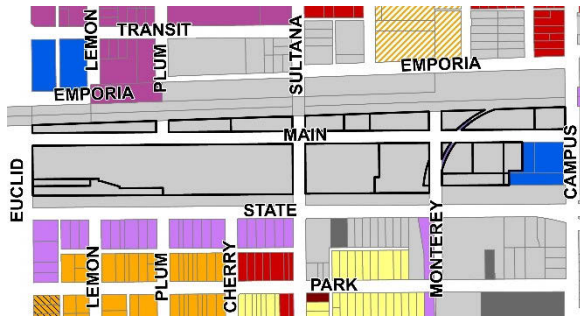 TRANSIT
LEMON
PLUM
SULTANA
EMPORIA
EMPORIA
MAIN
EUCLID
CAMPUS
STATE
LEMON
PLUM
CHERRY
PARK
MONTEREY